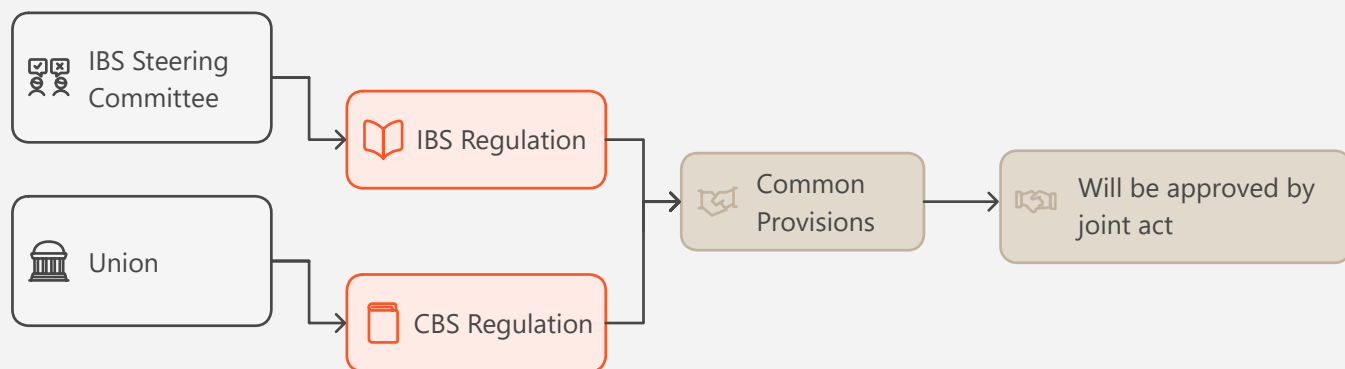 IBS Steering
Committee
IBS Regulation
Union
CBS Regulation
Common
Provisions
Will be approved by
joint act